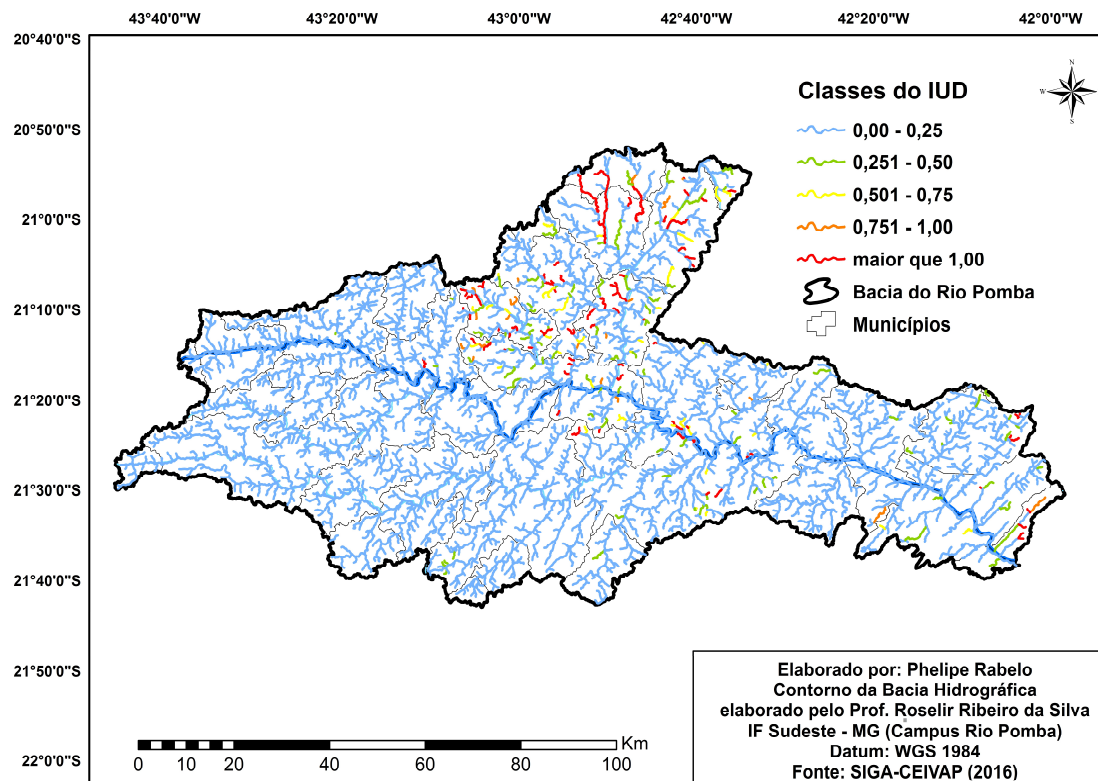 43°40'0"W
43°20'0"W
43°0'0"W
42°40'0"W
42°20'0"W
42°0'0"W
20°40'0"S
20°50'0"S
21°0'0"S
21°10'0"S
21°20'0"S
21°30'0"S
21°40'0"S
21°50'0"S
22°0'0"S
Classes do IUD
N
W
E
S
0,00 - 0,25
0,251 - 0,50
0,501 - 0,75
0,751 - 1,00
maior que 1,00
Bacia do Rio Pomba
Municípios
Km
0
10
20
40
60
80
100
Elaborado por: Phelipe Rabelo
Contorno da Bacia Hidrográfica
elaborado pelo Prof. Roselir Ribeiro da Silva
IF Sudeste - MG (Campus Rio Pomba)
Datum: WGS 1984
Fonte: SIGA-CEIVAP (2016)